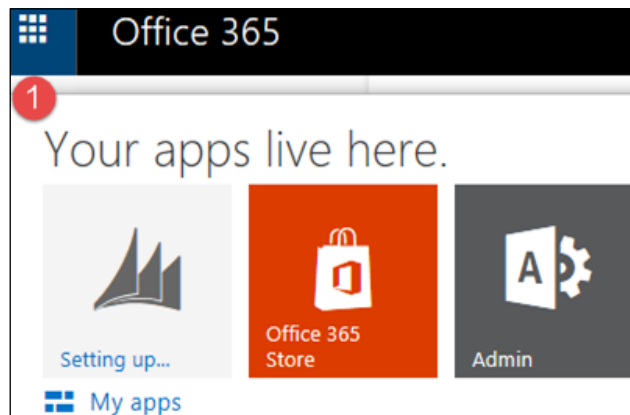 Office 365
1
Your apps live here.
Setting up...
Office 365
Store
A
Admin
My apps